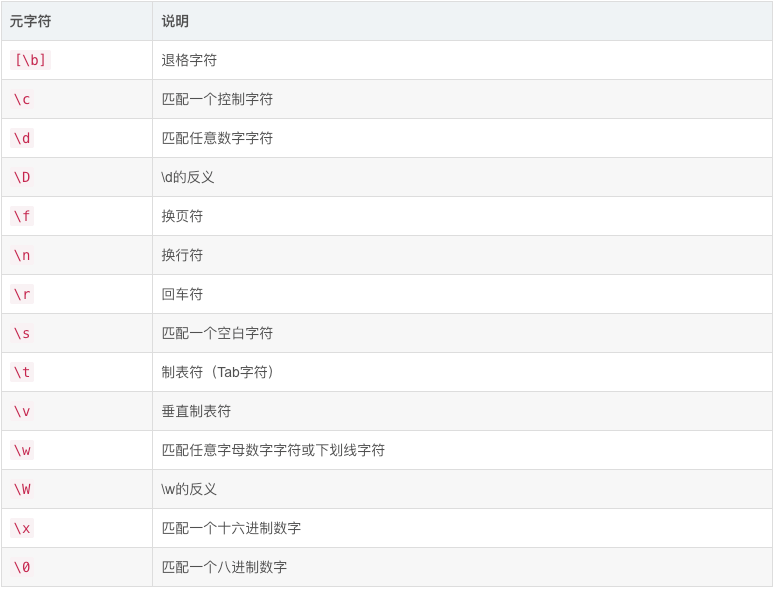 元字符 说明
[\b] 退格字符
\c 匹配一个控制字符
\d 匹配任意数字字符
\D \d的反义
\f 换页符
\n 换行符
\r 回车符
\s 匹配一个空白字符
\t 制表符（Tab字符）
\v 垂直制表符
\w 匹配任意字母数字字符或下划线字符
\W \w的反义
\x 匹配一个十六进制数字
\0 匹配一个八进制数字